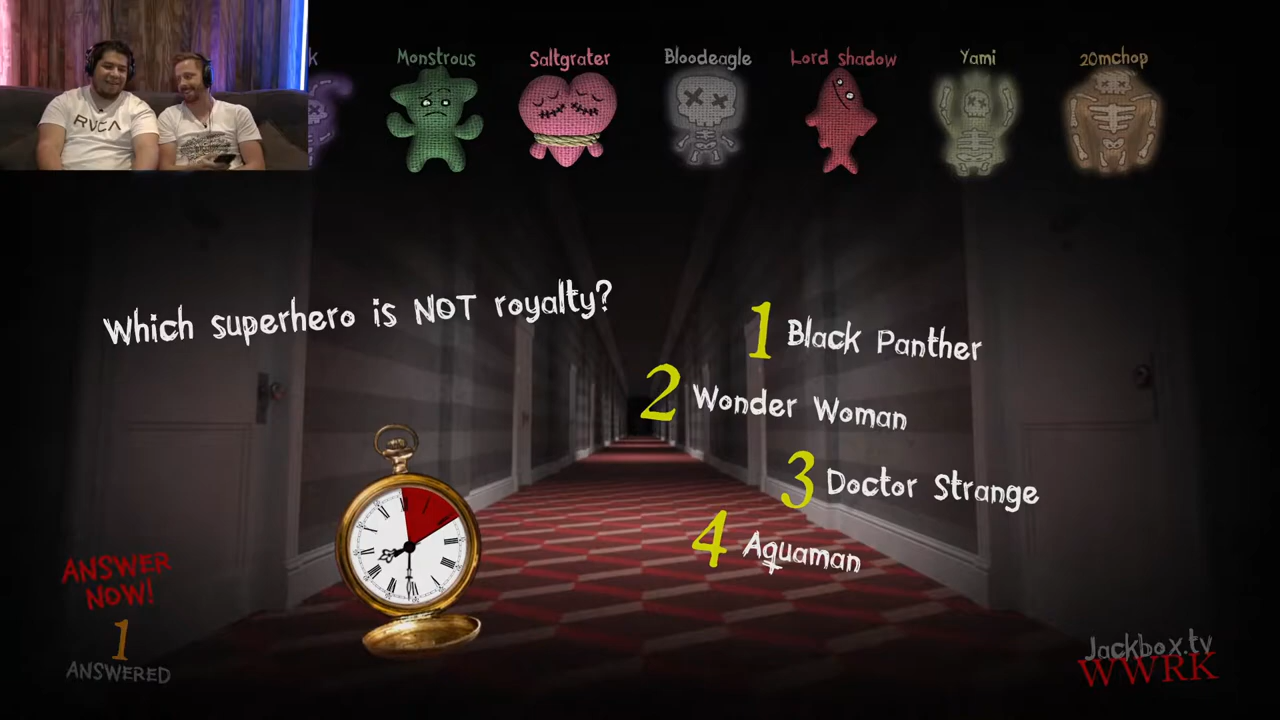 k
Monstrous
Saltgrater
Bloodeagle
Lord shadow
Yami
20mchop
RVCA
Which superhero is NOT royalty?
1 Black Panther
2 Wonder Woman
3 Doctor Strange
4 Aquaman
ANSWER
NOW!
1
ANSWERED
Jackbox.tv
WWRK